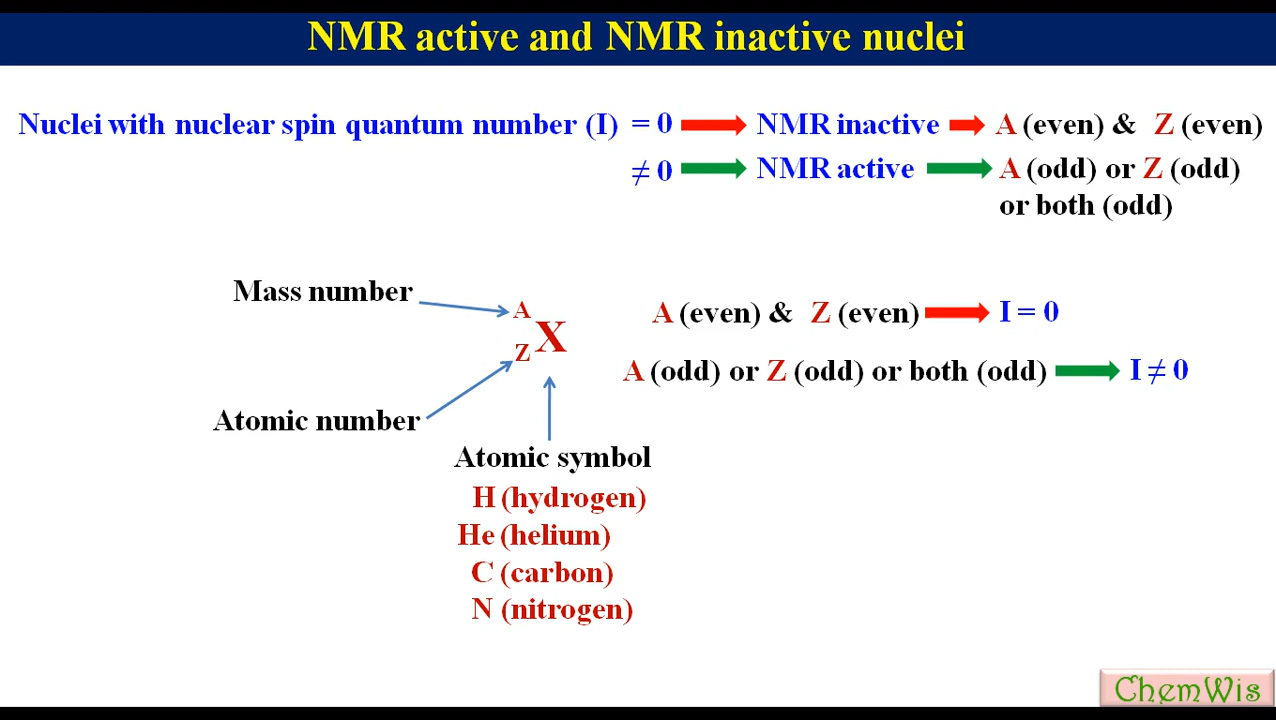 NMR active and NMR inactive nuclei
Nuclei with nuclear spin quantum number (I) = 0 NMR inactive A (even) & Z (even)
≠ 0 NMR active A (odd) or Z (odd)
or both (odd)
Mass number
A
X
Z
A (even) & Z (even) I = 0
A (odd) or Z (odd) or both (odd) I ≠ 0
Atomic number
Atomic symbol
H (hydrogen)
He (helium)
C (carbon)
N (nitrogen)
ChemWis